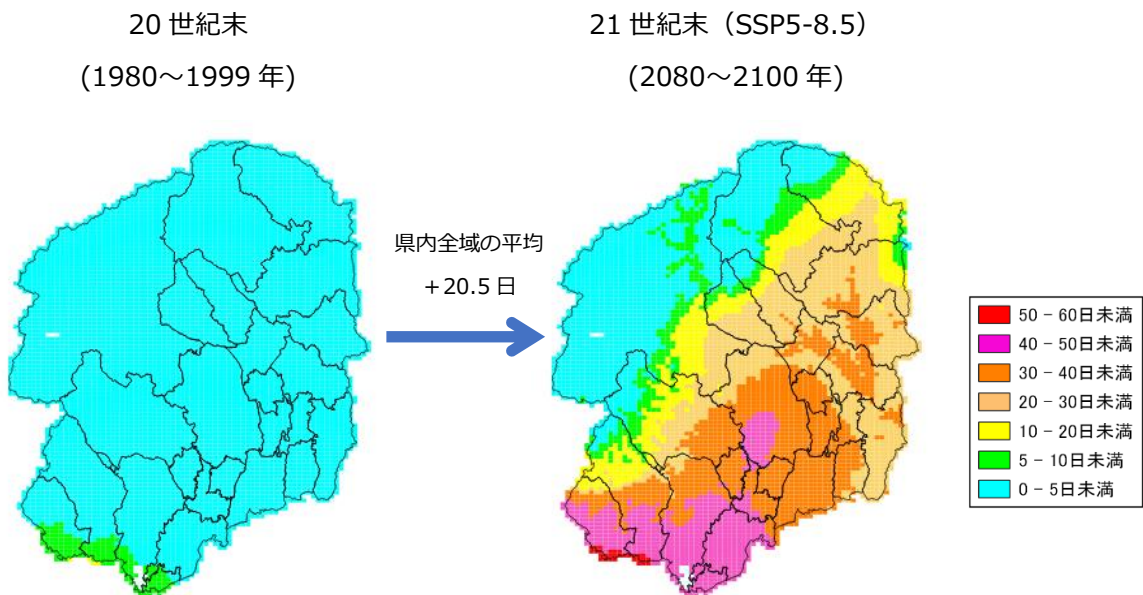 20 世紀末
(1980～1999 年)
21 世紀末（SSP5-8.5）
(2080～2100 年)
県内全域の平均
＋20.5 日
50－60日未満
40－50日未満
30－40日未満
20－30日未満
10－20日未満
5－10日未満
0－5日未満